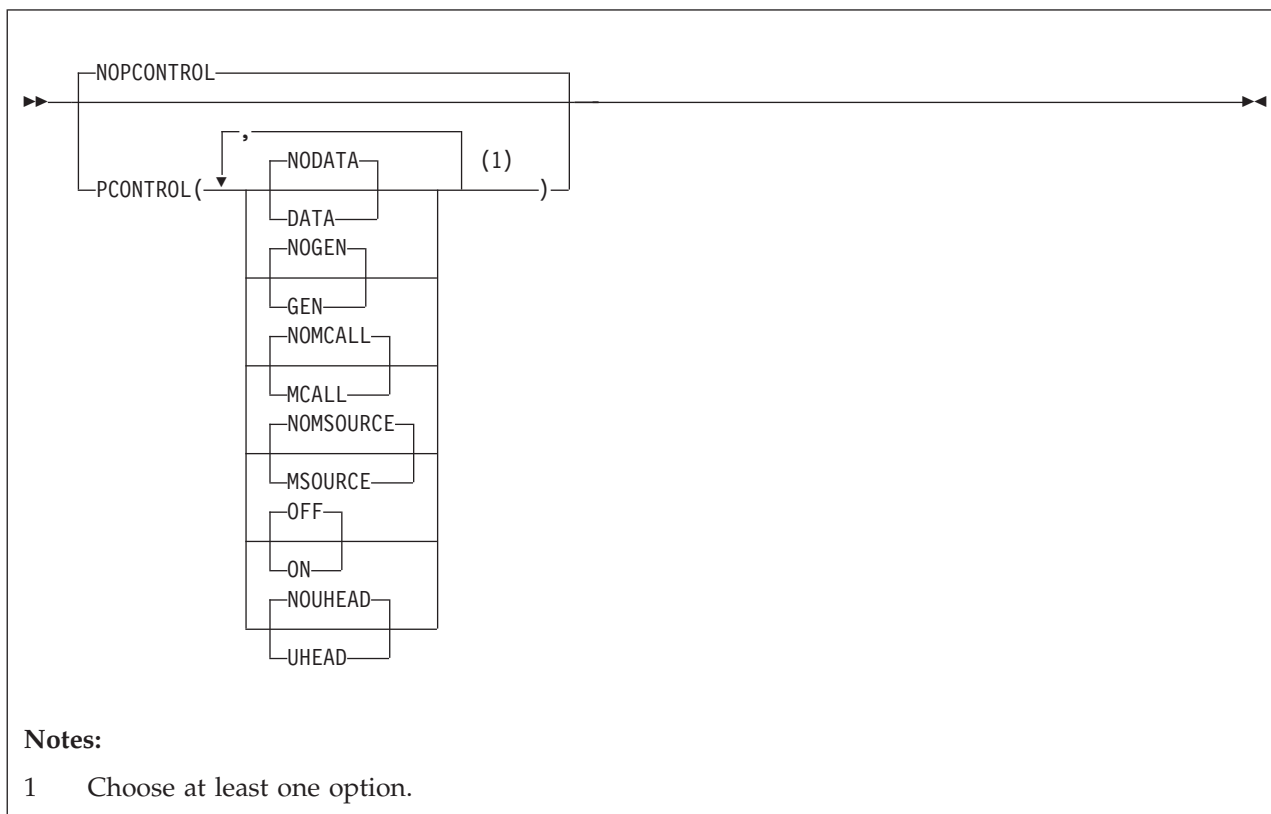 NOPCONTROL
,
NODATA (1)
PCONTROL( )
DATA
NOGEN
GEN
NOMCALL
MCALL
NOMSOURCE
MSOURCE
OFF
ON
NOUHEAD
UHEAD
Notes:
1 Choose at least one option.